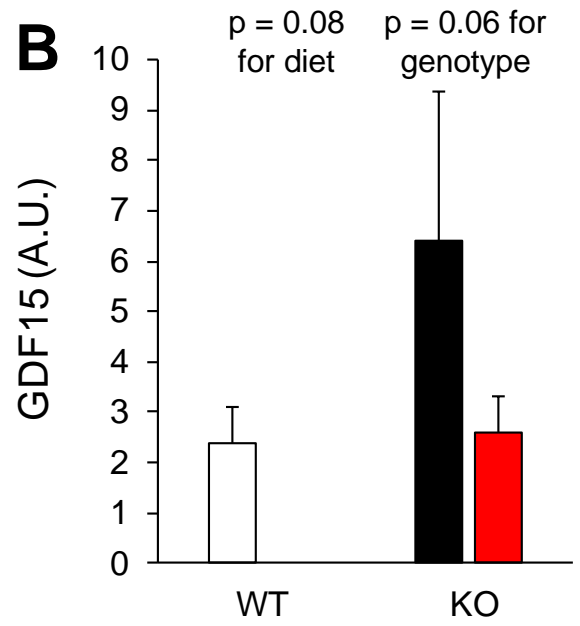 B
p = 0.08
for diet
p = 0.06 for
genotype
GDF15 (A.U.)
10
9
8
7
6
5
4
3
2
1
0
WT
KO